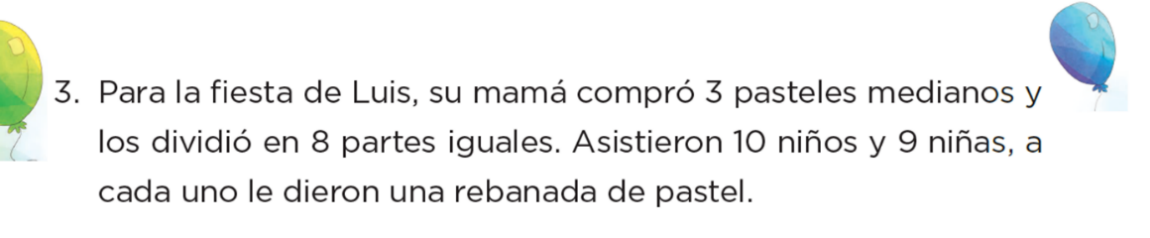 3. Para la fiesta de Luis, su mamá compró 3 pasteles medianos y
los dividió en 8 partes iguales. Asistieron 10 niños y 9 niñas, a
cada uno le dieron una rebanada de pastel.